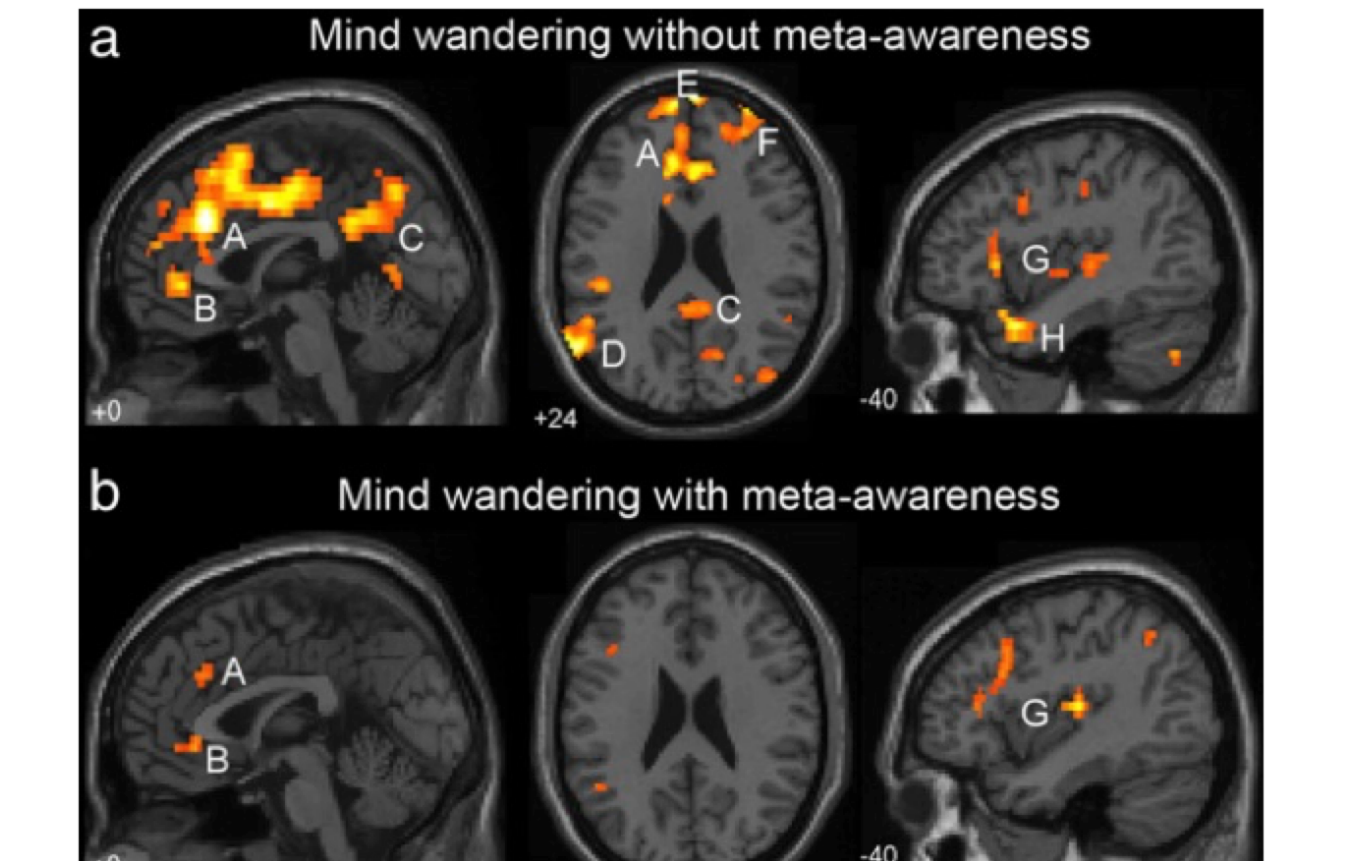 a Mind wandering without meta-awareness
E
A F
A C G
B C H
D
+0 +24 -40
b Mind wandering with meta-awareness
A
G
B
-40